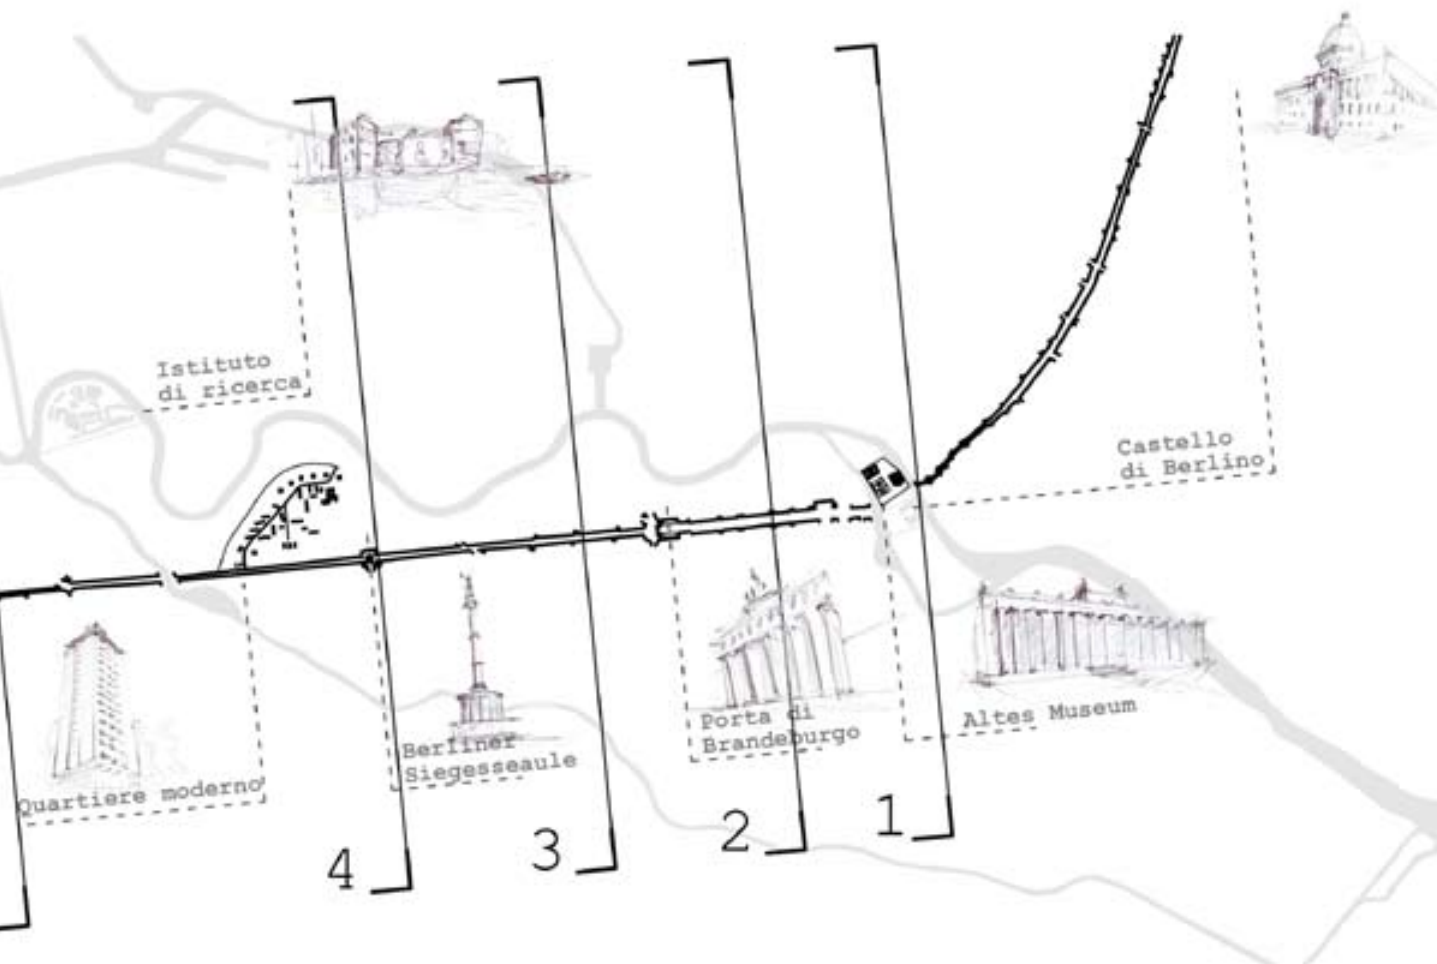 Istituto
di ricerca
Castello
di Berlino
Quartiere moderno
Berliner
Siegesseaule
Porta di
Brandeburgo
Altes Museum
4
3
2
1